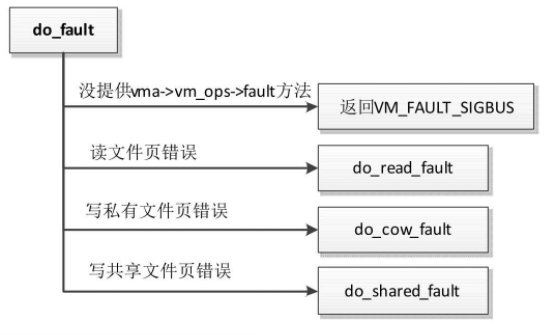 do_fault
没提供vma->vm_ops->fault方法
返回VM_FAULT_SIGBUS
读文件页错误
do_read_fault
写私有文件页错误
do_cow_fault
写共享文件页错误
do_shared_fault